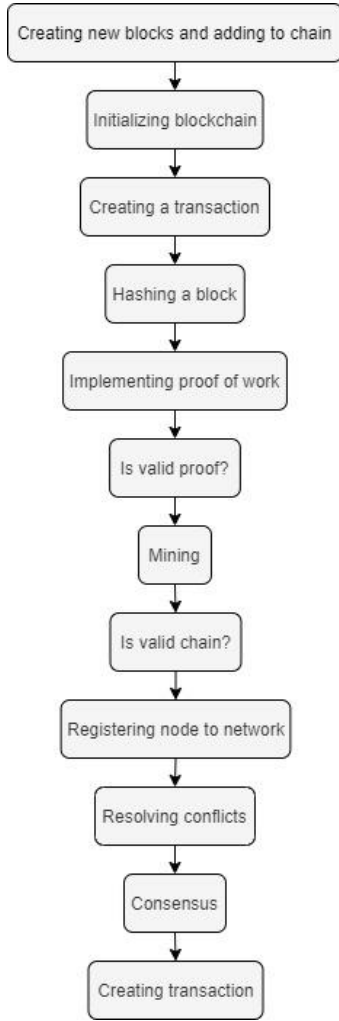 Creating new blocks and adding to chain
Initializing blockchain
Creating a transaction
Hashing a block
Implementing proof of work
Is valid proof?
Mining
Is valid chain?
Registering node to network
Resolving conflicts
Consensus
Creating transaction